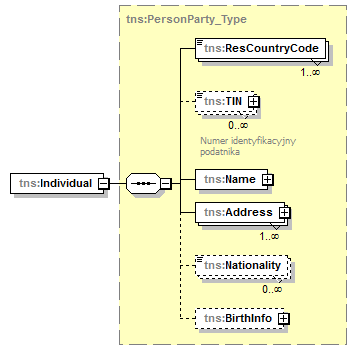 tns:PersonParty_Type
tns:ResCountryCode
1..∞
tns:TIN
0..∞
Numer identyfikacyjny
podatnika
tns:Individual
tns:Name
tns:Address
1..∞
tns:Nationality
0..∞
tns:BirthInfo